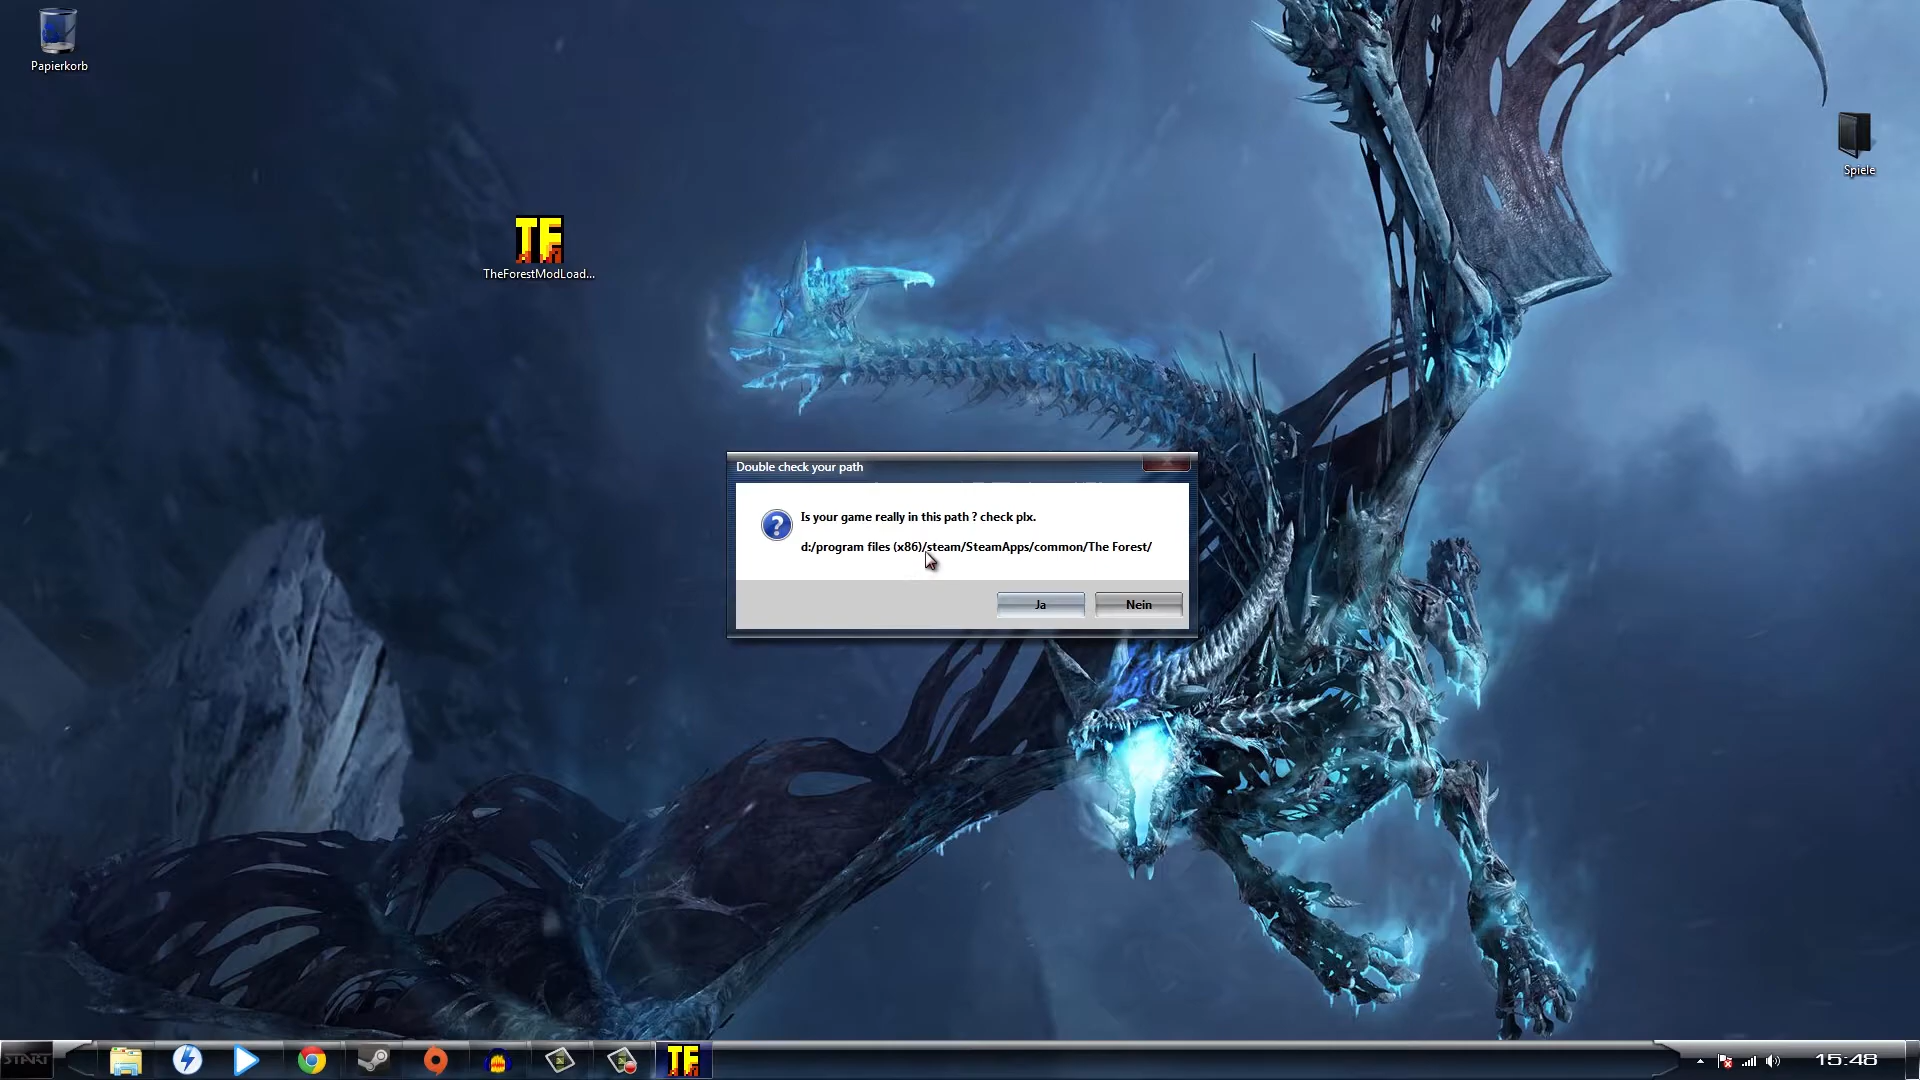 Papierkorb
Spiele
TF
TheForestModLoad...
Double check your path
Is your game really in this path ? check plx.
d:/program files (x86)/steam/SteamApps/common/The Forest/
Ja
Nein
START
TF
15:48